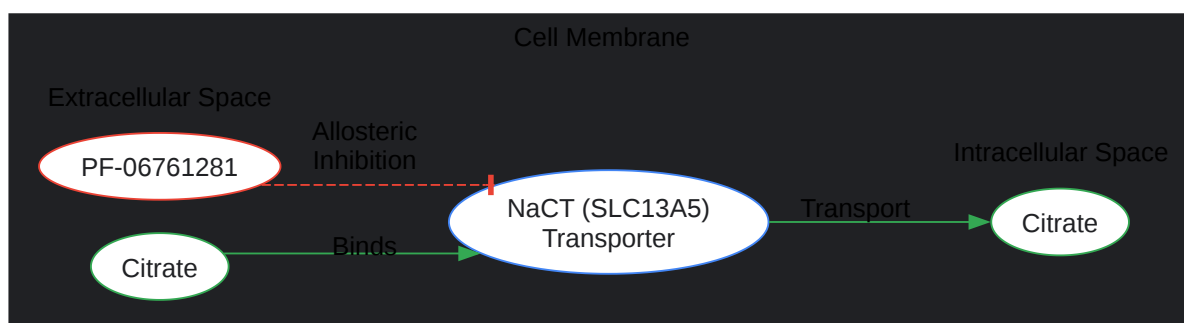 Cell Membrane
Extracellular Space
Allosteric
Inhibition
PF-06761281
Intracellular Space
NaCT (SLC13A5)
Transporter
Transport
Citrate
Binds
Citrate